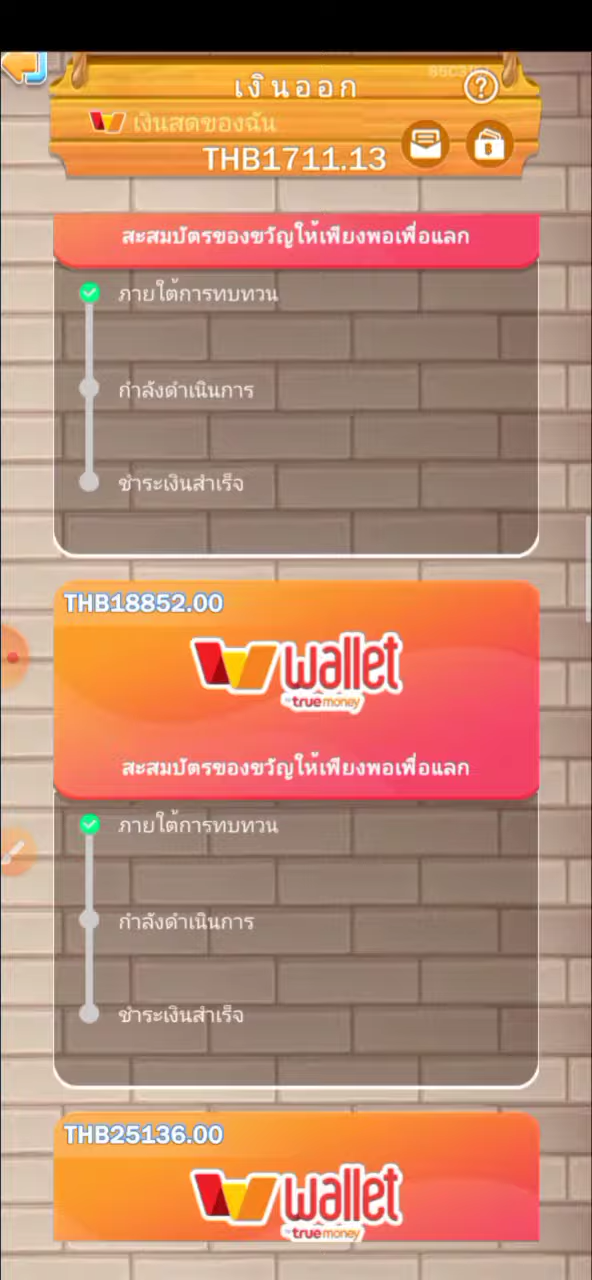 เงินออก
?
เงินสดของฉัน
THB1711.13
สะสมบัตรของขวัญให้เพียงพอเพื่อแลก
ภายใต้การทบทวน
กำลังดำเนินการ
ชำระเงินสำเร็จ
THB18852.00
wallet
by truemoney
สะสมบัตรของขวัญให้เพียงพอเพื่อแลก
ภายใต้การทบทวน
กำลังดำเนินการ
ชำระเงินสำเร็จ
THB25136.00
wallet
by truemoney